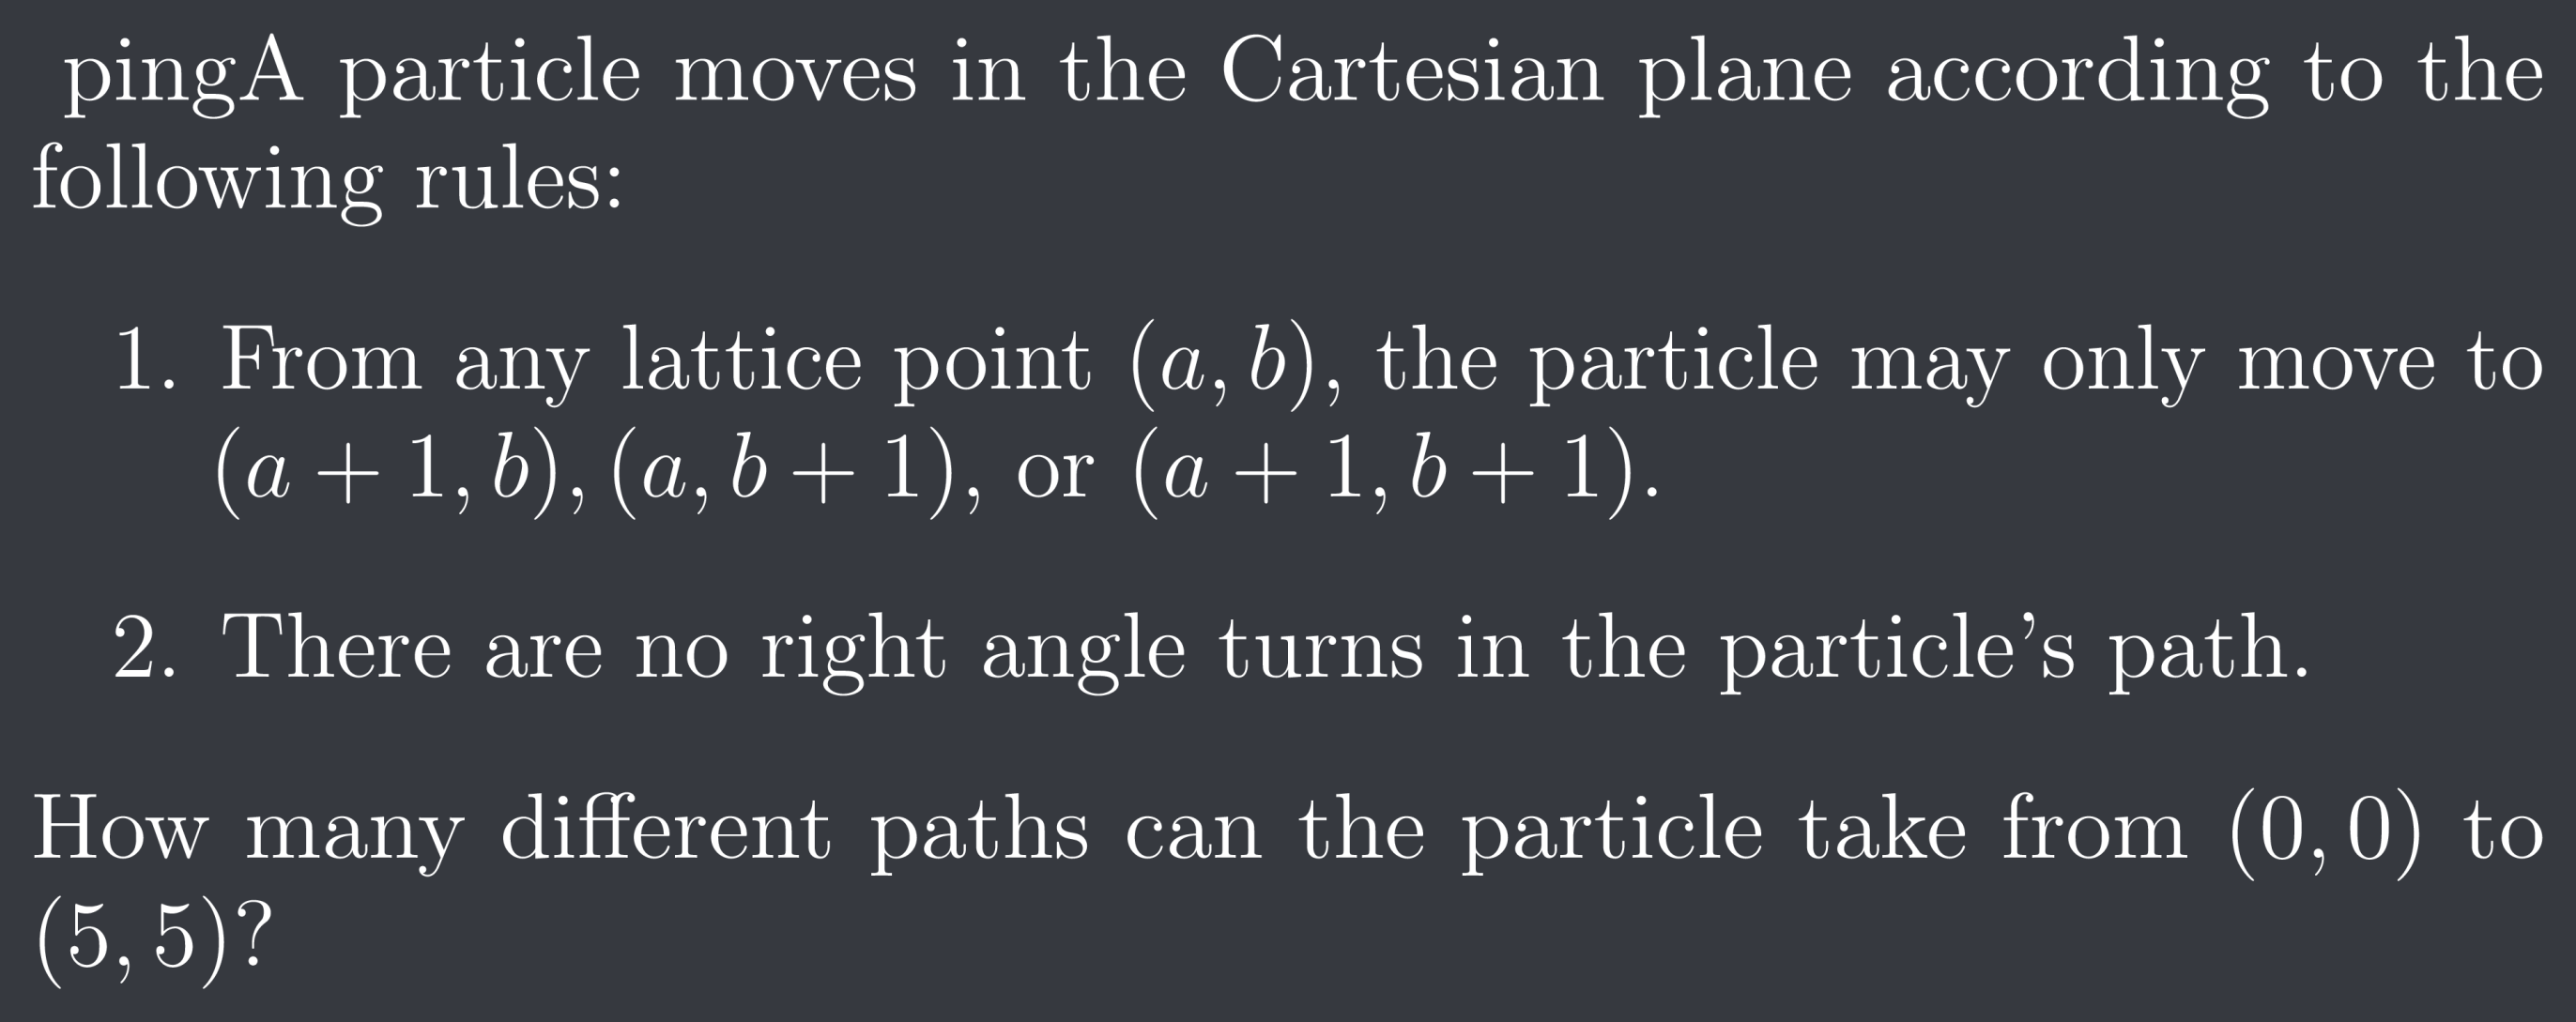 pingA particle moves in the Cartesian plane according to the
following rules:
1. From any lattice point (a, b), the particle may only move to
(a + 1, b), (a, b + 1), or (a + 1, b + 1).
2. There are no right angle turns in the particle’s path.
How many different paths can the particle take from (0, 0) to
(5, 5)?